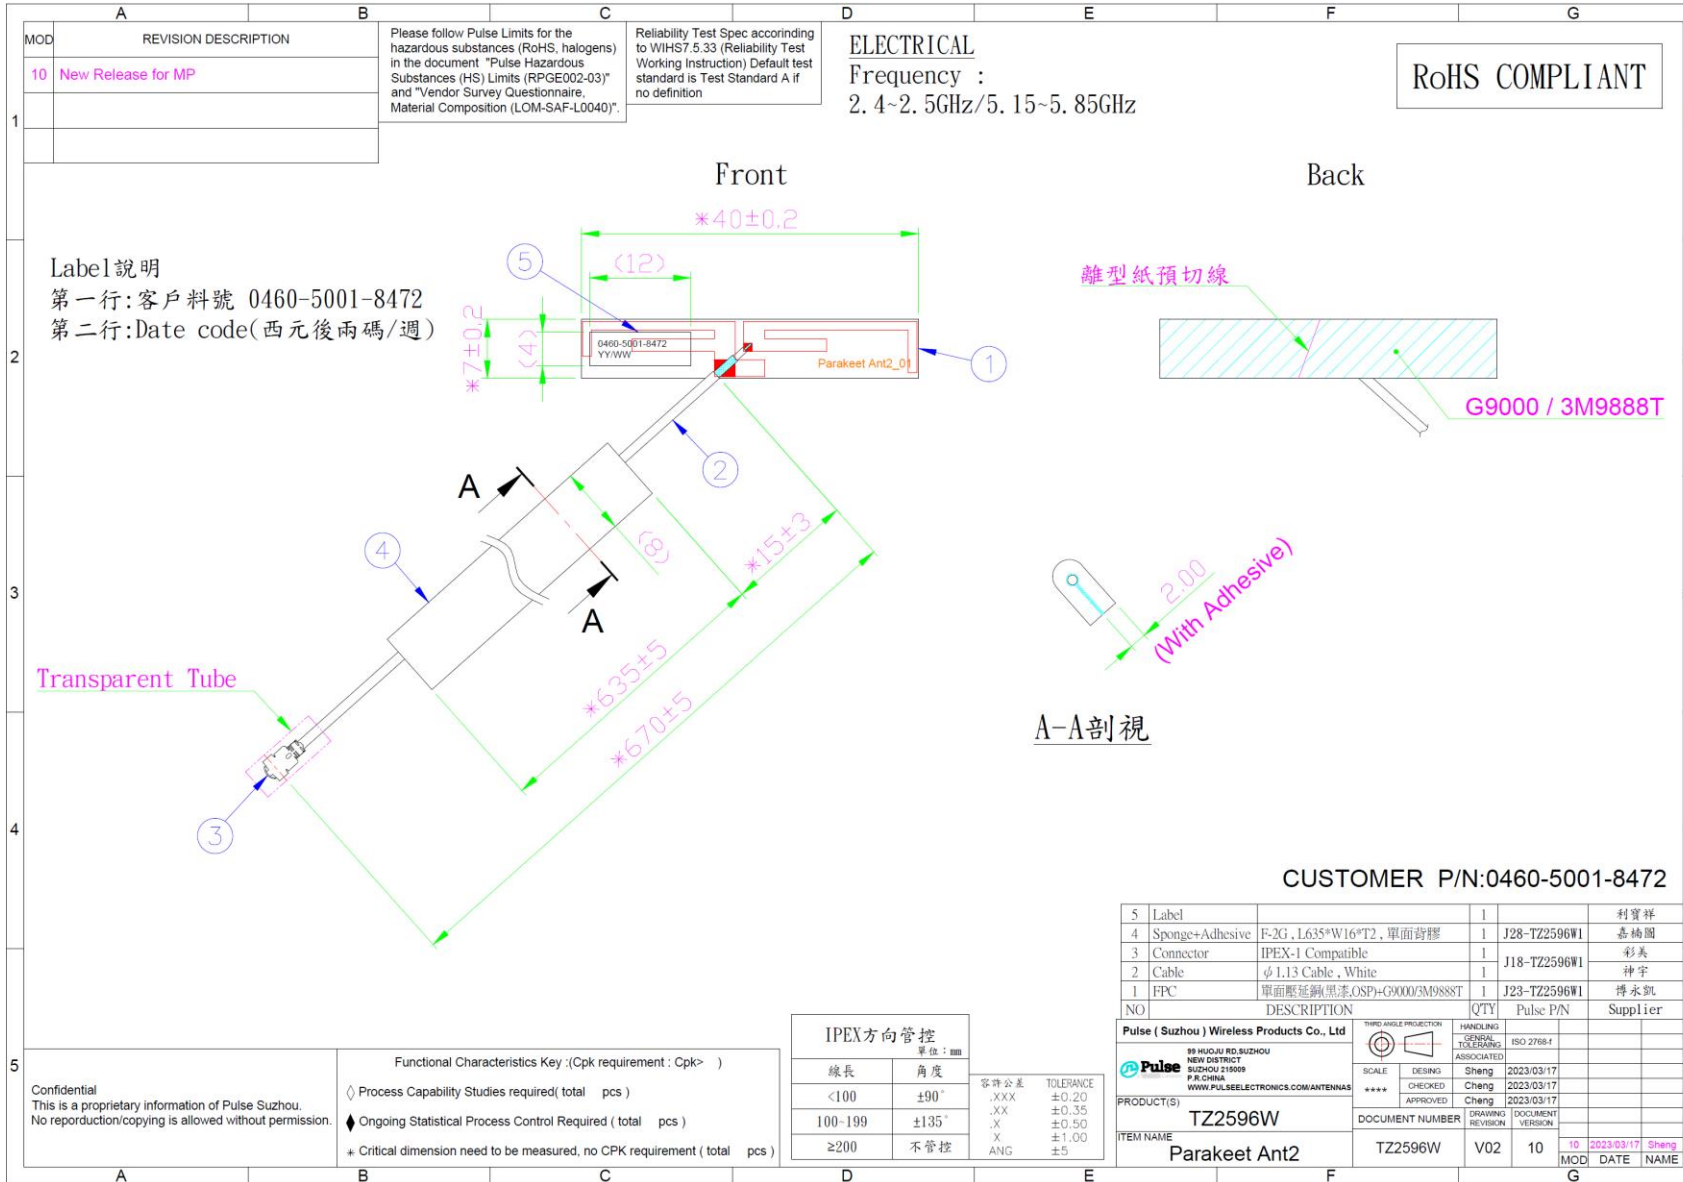 A B C D E F G
MOD REVISION DESCRIPTION
10 New Release for MP
Please follow Pulse Limits for the
hazardous substances (RoHS, halogens)
in the document "Pulse Hazardous
Substances (HS) Limits (RPGE002-03)"
and "Vendor Survey Questionnaire,
Material Composition (LOM-SAF-L0040)".
Reliability Test Spec accorinding
to WIHS7.5.33 (Reliability Test
Working Instruction) Default test
standard is Test Standard A if
no definition
ELECTRICAL
Frequency :
2.4~2.5GHz/5.15~5.85GHz
RoHS COMPLIANT
1
Front
Back
*40±0.2
(12)
5
*7±0.2
(4)
0460-5001-8472
YY/WW
Parakeet Ant2_01
1
Label說明
第一行:客戶料號 0460-5001-8472
第二行:Date code(西元後兩碼/週)
離型紙預切線
G9000 / 3M9888T
2
2
A
A
(8)
*15±3
4
*635±5
*670±5
2.00
(With Adhesive)
A-A剖視
3
Transparent Tube
3
4
CUSTOMER P/N:0460-5001-8472
5 Label 1 利寶祥
4 Sponge+Adhesive F-2G , L635*W16*T2 , 單面背膠 1 J28-TZ2596W1
3 Connector IPEX-1 Compatible 1 J18-TZ2596W1 彩美
2 Cable φ 1.13 Cable , White 1 神宇
1 FPC 單面壓延銅(黑漆,OSP)+G9000/3M9888T 1 J23-TZ2596W1 博永凱
NO DESCRIPTION Q'TY Pulse P/N Supplier
Pulse ( Suzhou ) Wireless Products Co., Ltd
Pulse
99 HUOJU RD,SUZHOU
NEW DISTRICT
SUZHOU 215009
P.R.CHINA
WWW.PULSEELECTRONICS.COM/ANTENNAS
PRODUCT(S)
TZ2596W
ITEM NAME
Parakeet Ant2
THIRD ANGLE PROJECTION
HANDLING
GENRAL TOLERAING ISO 2768-f
ASSOCIATED
SCALE DESING Sheng 2023/03/17
**** CHECKED Cheng 2023/03/17
APPROVED Cheng 2023/03/17
DOCUMENT NUMBER DRAWING REVISION DOCUMENT VERSION
TZ2596W V02 10
10 2023/03/17 Sheng
MOD DATE NAME
IPEX方向管控
單位：mm
線長 角度
<100 ±90°
100~199 ±135°
≥200 不管控
容許公差 TOLERANCE
.XXX ±0.20
.XX ±0.35
.X ±0.50
X ±1.00
ANG ±5
5
Confidential
This is a proprietary information of Pulse Suzhou.
No reporduction/copying is allowed without permission.
Functional Characteristics Key :(Cpk requirement : Cpk> )
◇ Process Capability Studies required( total pcs )
◆ Ongoing Statistical Process Control Required ( total pcs )
* Critical dimension need to be measured, no CPK requirement ( total pcs )
A B C D E F G